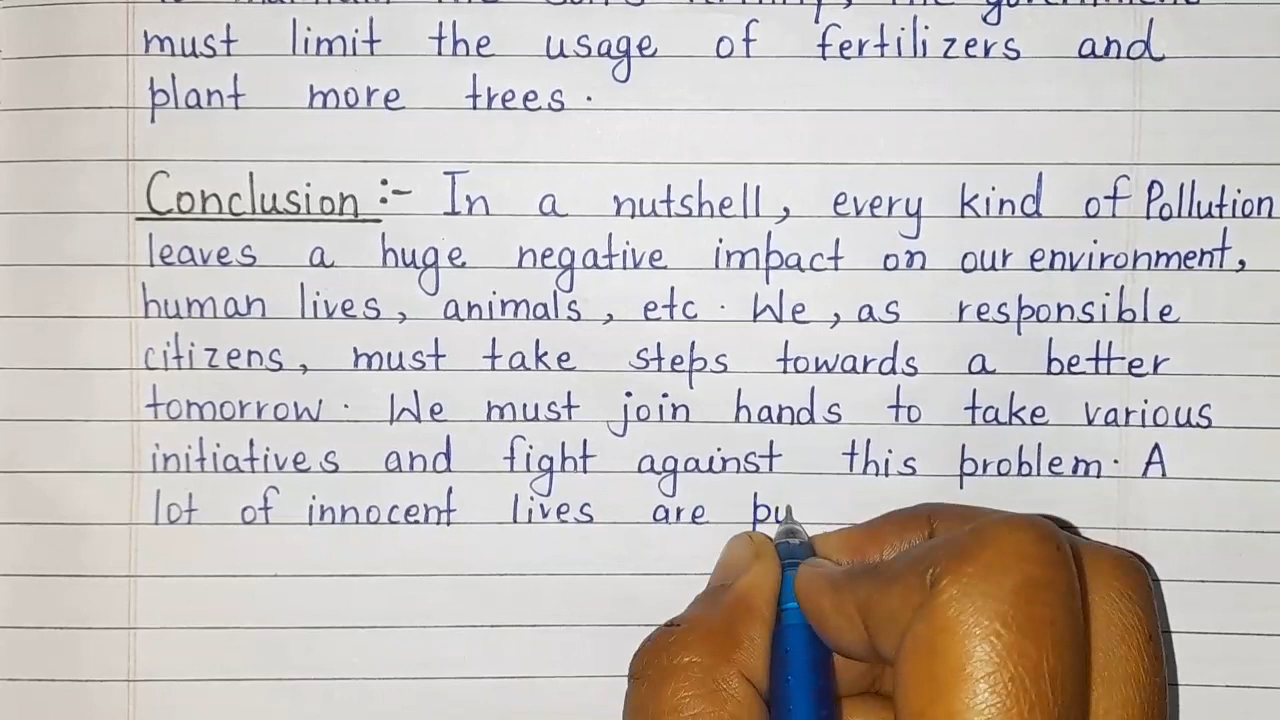 must limit the usage of fertilizers and
plant more trees.
Conclusion :- In a nutshell, every kind of Pollution
leaves a huge negative impact on our environment,
human lives, animals, etc. We, as responsible
citizens, must take steps towards a better
tomorrow. We must join hands to take various
initiatives and fight against this problem. A
lot of innocent lives are pu